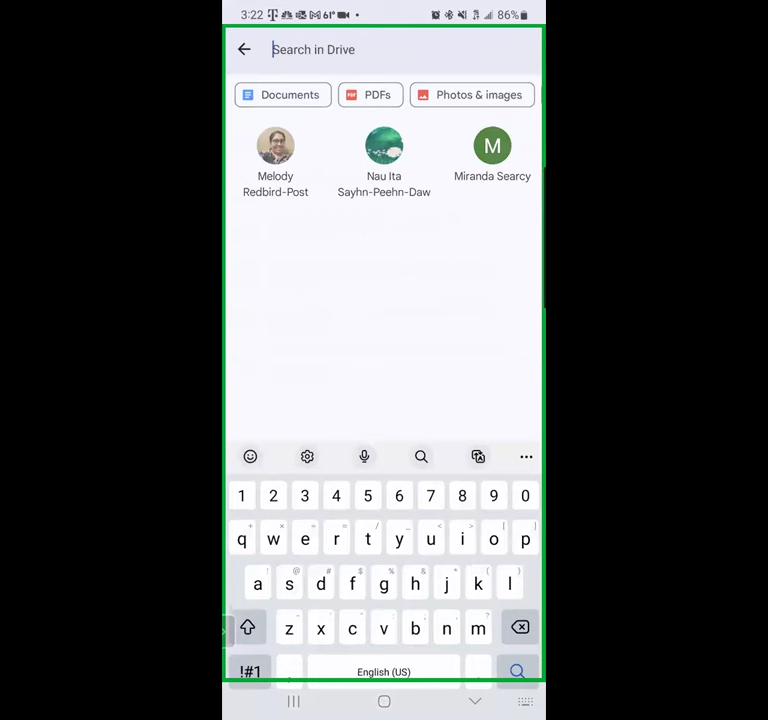 3:22 61° 86%
Search in Drive
Documents PDFs Photos & images
M
Melody Nau Ita Miranda Searcy
Redbird-Post Sayhn-Peehn-Daw
1 2 3 4 5 6 7 8 9 0
q w e r t y u i o p
a s d f g h j k l
z x c v b n m
!#1 , English (US) .